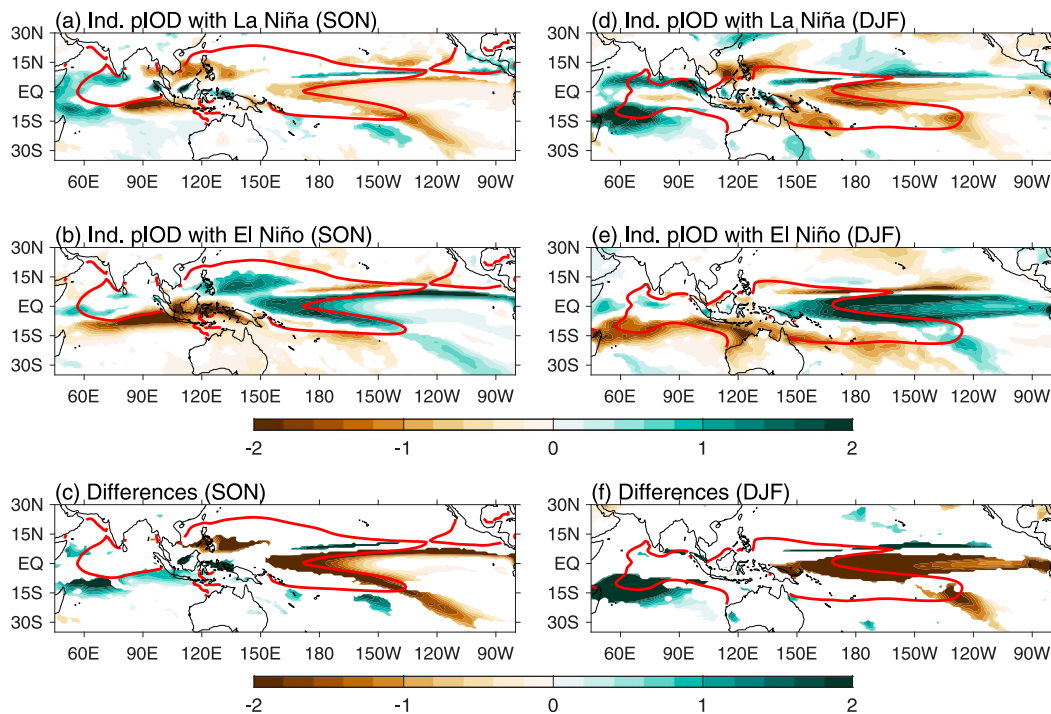 (a) Ind. pIOD with La Niña (SON)
30N
15N
EQ
15S
30S
60E 90E 120E 150E 180 150W 120W 90W
(d) Ind. pIOD with La Niña (DJF)
30N
15N
EQ
15S
30S
60E 90E 120E 150E 180 150W 120W 90W
(b) Ind. pIOD with El Niño (SON)
30N
15N
EQ
15S
30S
60E 90E 120E 150E 180 150W 120W 90W
(e) Ind. pIOD with El Niño (DJF)
30N
15N
EQ
15S
30S
60E 90E 120E 150E 180 150W 120W 90W
-2 -1 0 1 2
(c) Differences (SON)
30N
15N
EQ
15S
30S
60E 90E 120E 150E 180 150W 120W 90W
(f) Differences (DJF)
30N
15N
EQ
15S
30S
60E 90E 120E 150E 180 150W 120W 90W
-2 -1 0 1 2